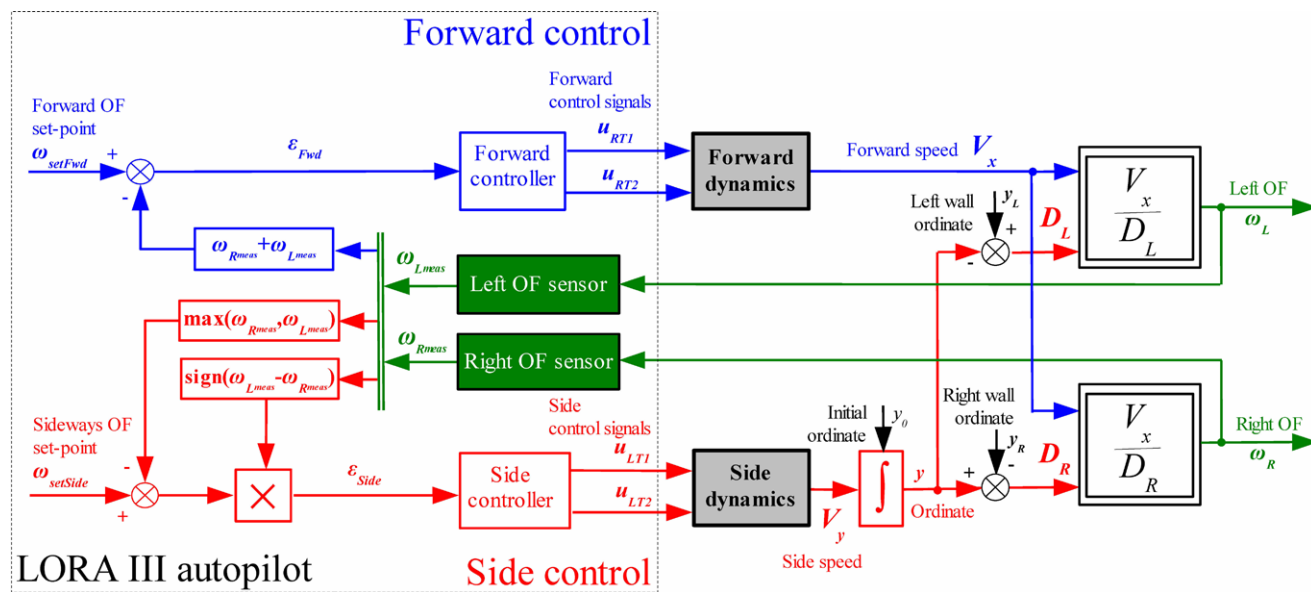 Forward control
Forward OF
set-point
ω_setFwd
+
-
ε_Fwd
Forward
controller
Forward
control signals
u_RT1
u_RT2
Forward
dynamics
Forward speed V_x
Left wall
ordinate
y_L
+
-
D_L
V_x
D_L
Left OF
ω_L
ω_Rmeas+ω_Lmeas
ω_Lmeas
Left OF sensor
max(ω_Rmeas,ω_Lmeas)
ω_Rmeas
Right OF sensor
sign(ω_Lmeas-ω_Rmeas)
Sideways OF
set-point
ω_setSide
-
+
×
ε_Side
Side
controller
Side
control signals
u_LT1
u_LT2
Side
dynamics
V_y
Side speed
Initial
ordinate
y_0
∫
y
Ordinate
Right wall
ordinate
y_R
+
-
D_R
V_x
D_R
Right OF
ω_R
LORA III autopilot
Side control